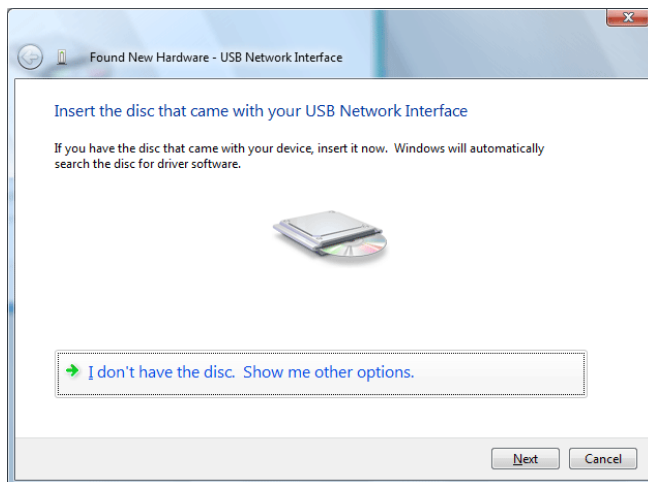 Found New Hardware - USB Network Interface
Insert the disc that came with your USB Network Interface
If you have the disc that came with your device, insert it now.  Windows will automatically
search the disc for driver software.
I don't have the disc.  Show me other options.
Next
Cancel